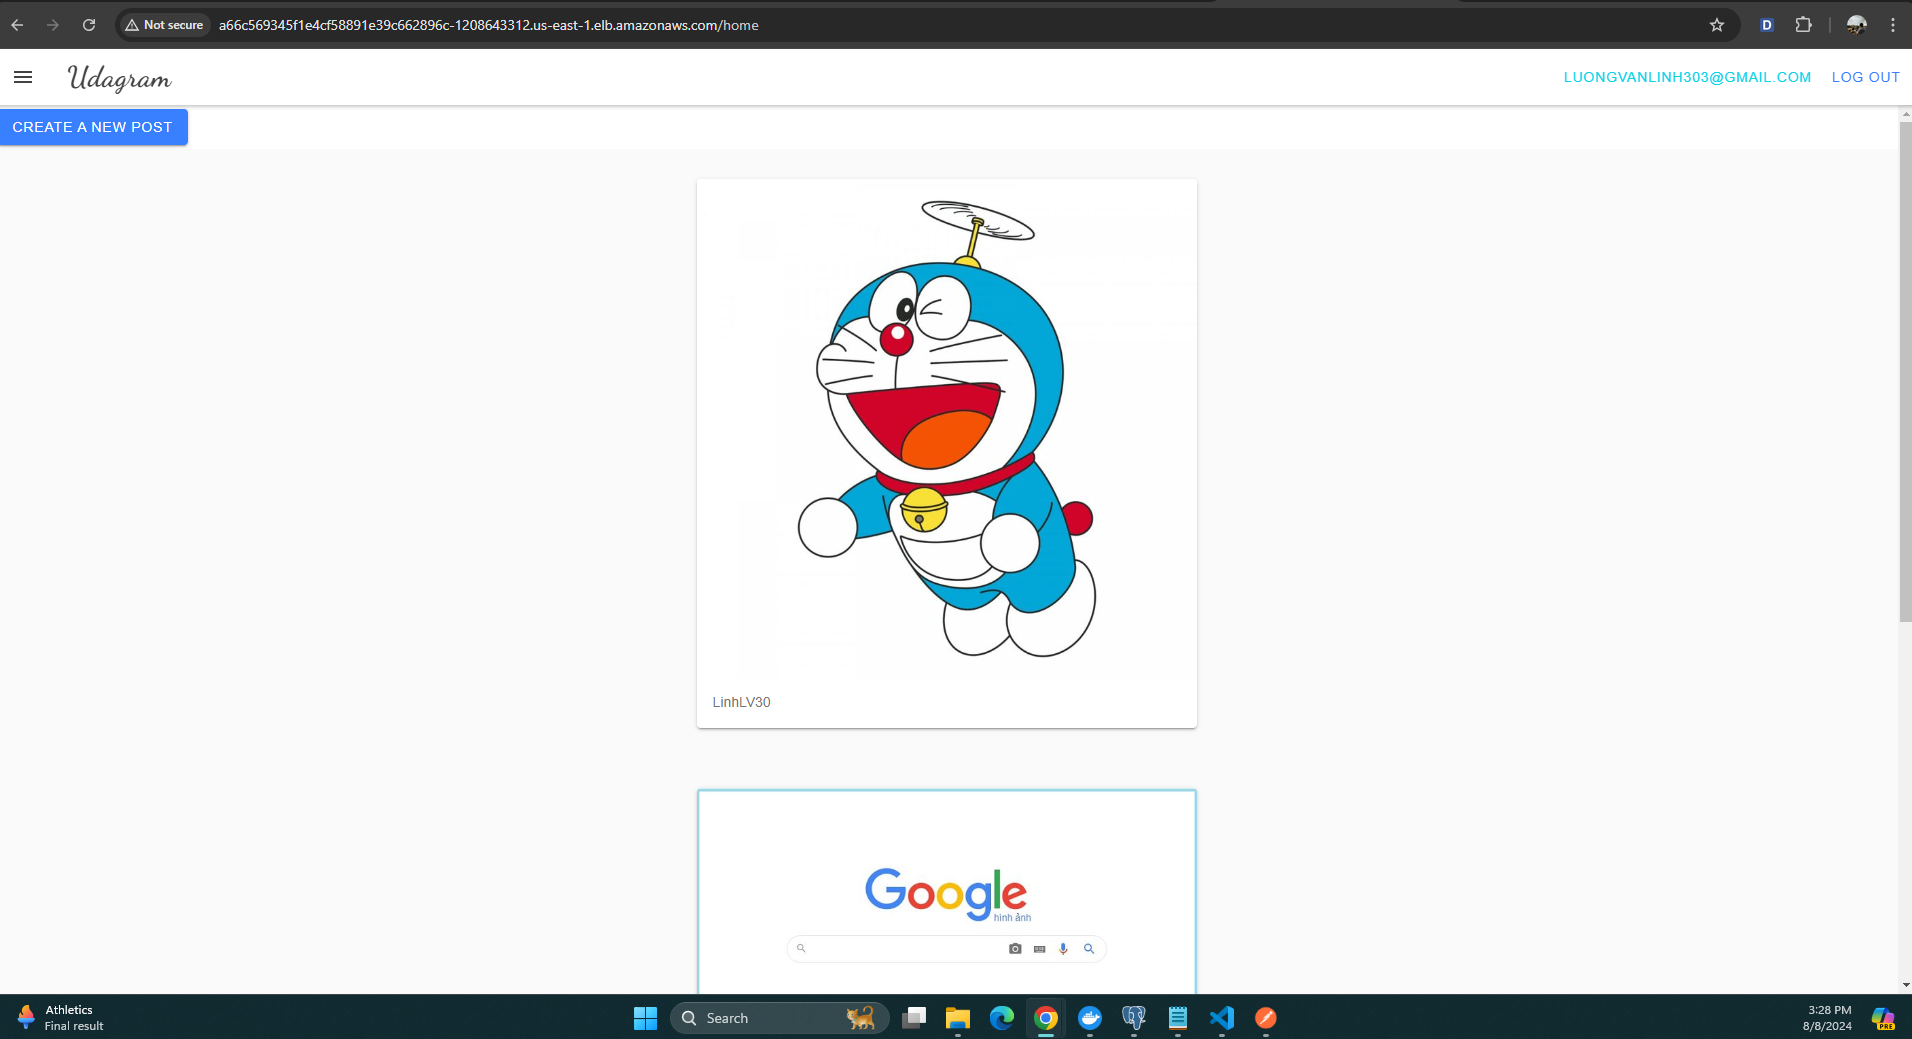 Not secure
a66c569345f1e4cf58891e39c662896c-1208643312.us-east-1.elb.amazonaws.com/home
D
Udagram
LUONGVANLINH303@GMAIL.COM
LOG OUT
CREATE A NEW POST
LinhLV30
Google
hình ảnh
Athletics
Final result
Search
3:28 PM
8/8/2024
PRE